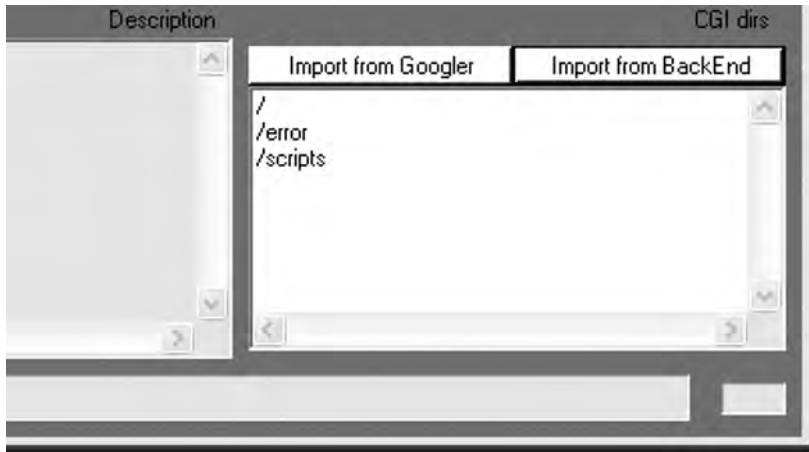 Description CGI dirs
Import from Googler Import from BackEnd
/
/error
/scripts